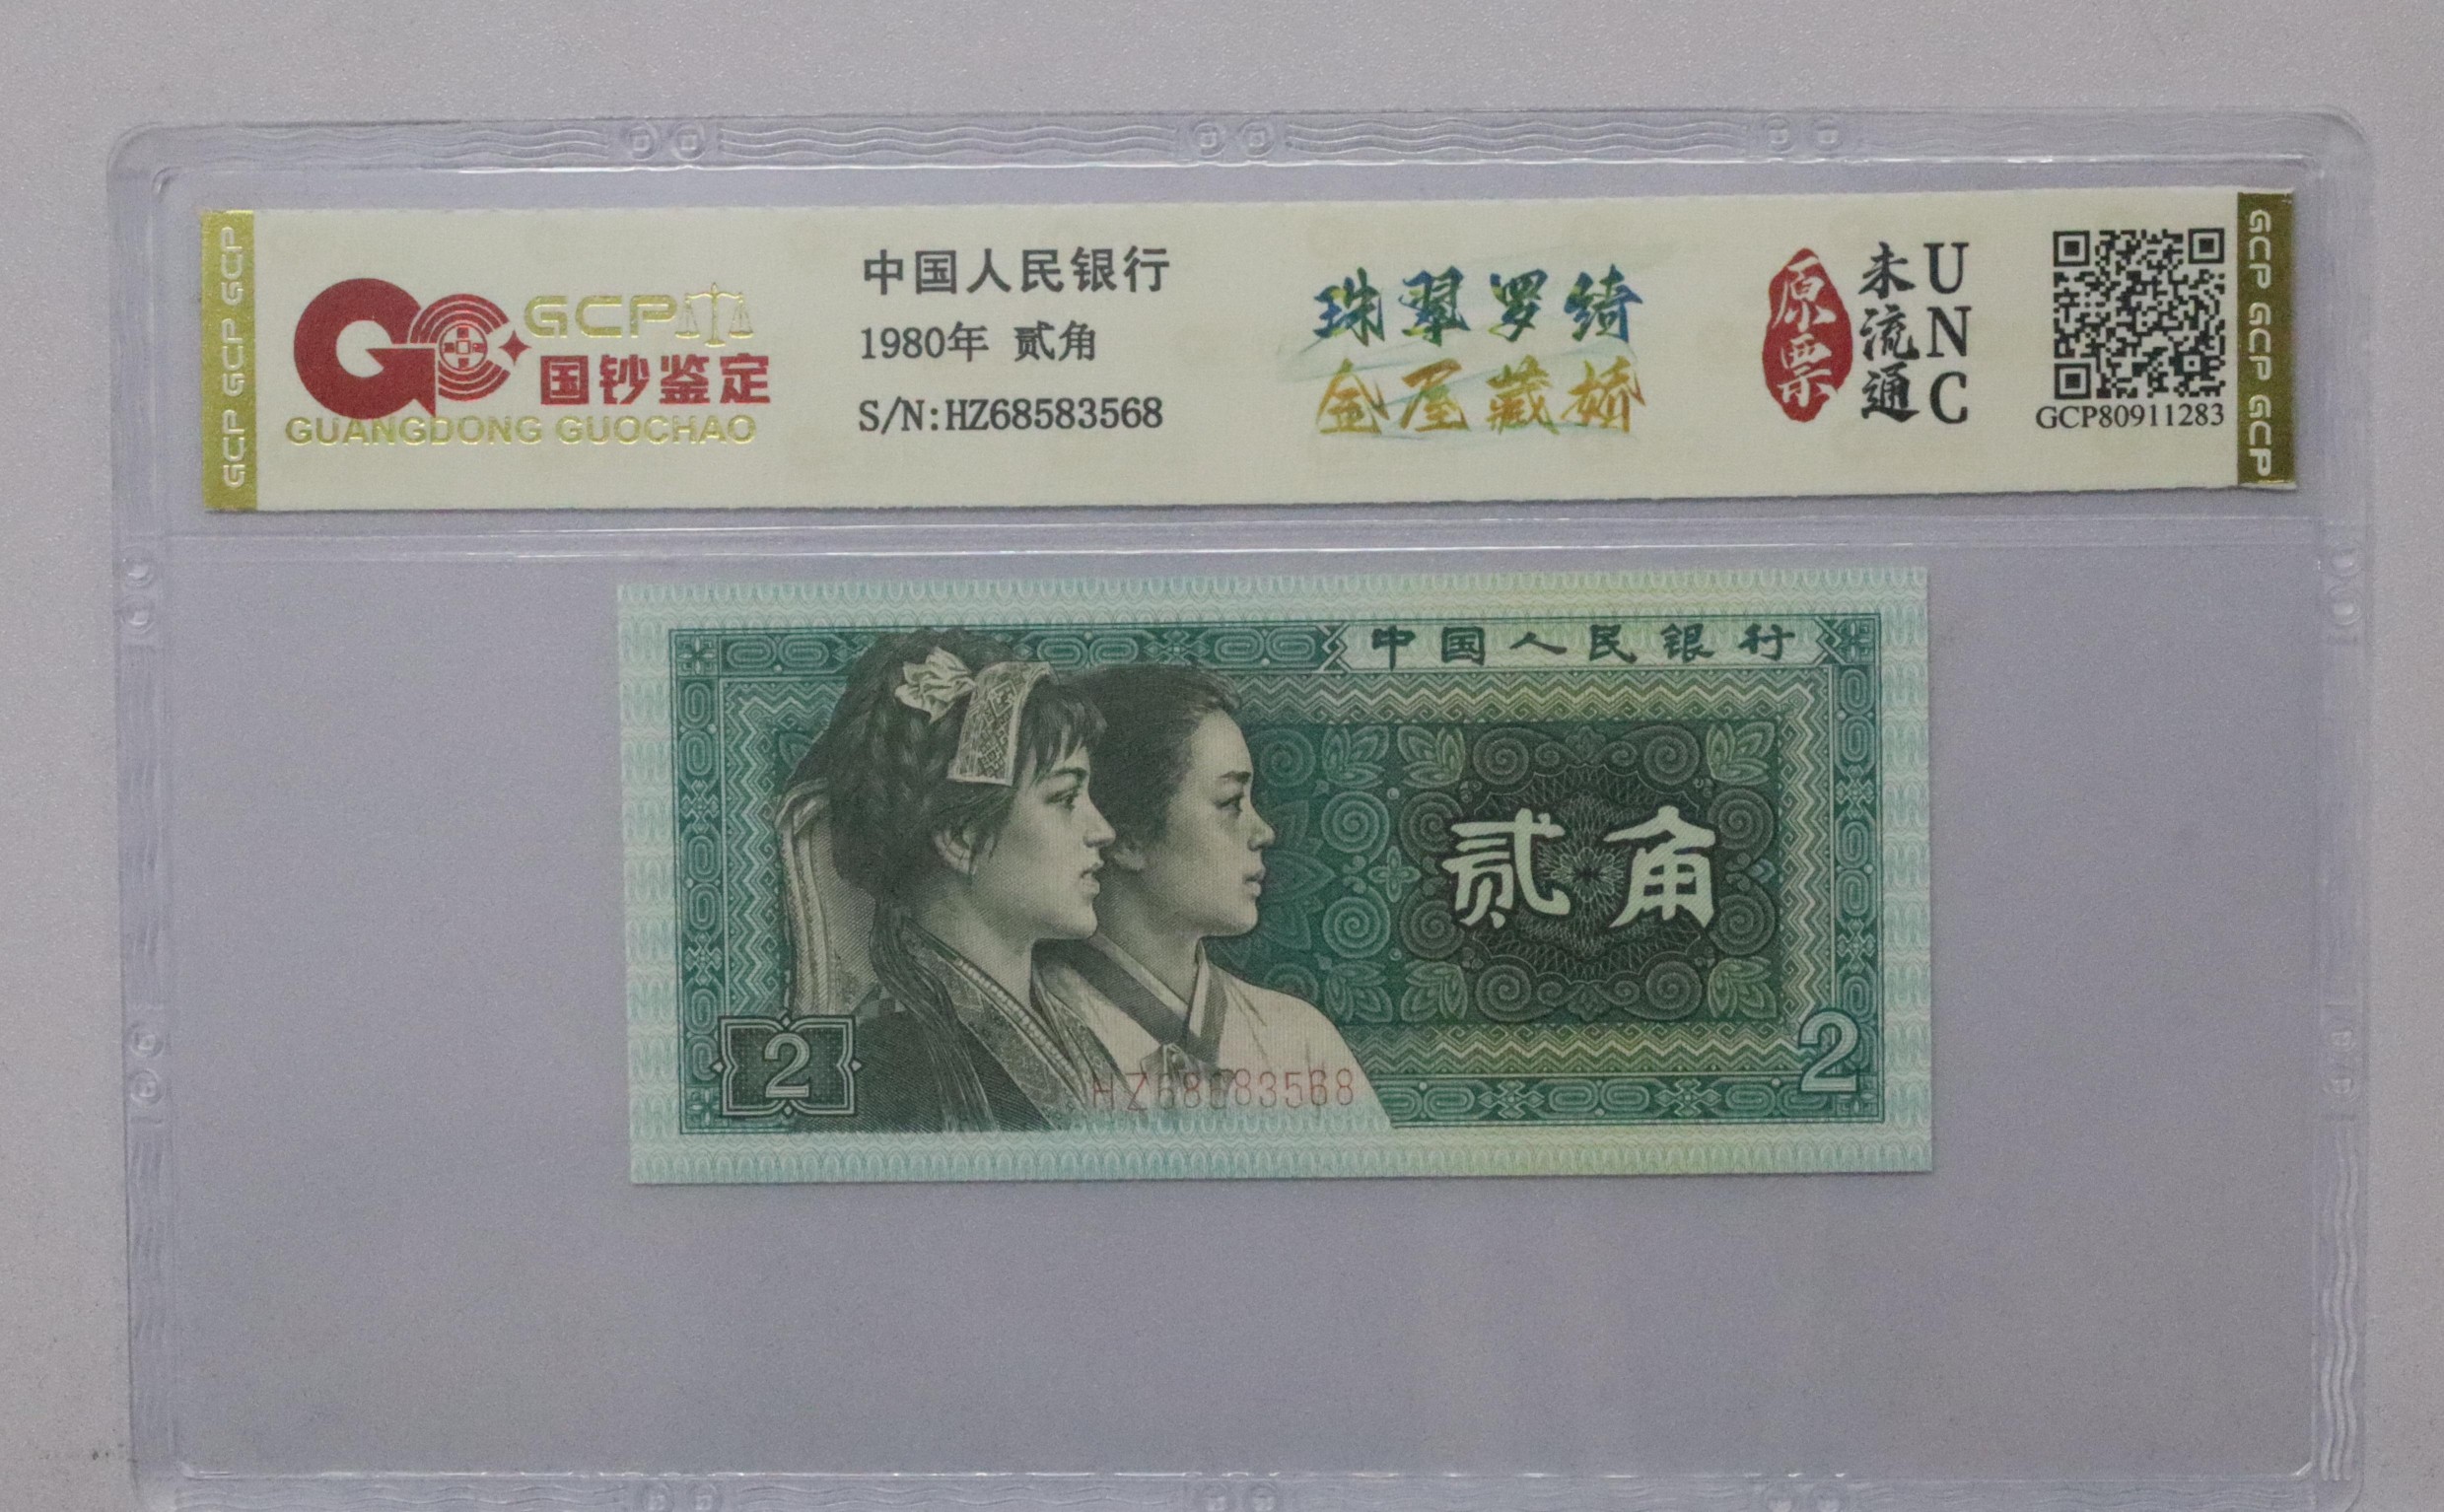 GCP GCP GCP
GCP
国钞鉴定
GUANGDONG GUOCHAO
中国人民银行
1980年 贰角
S/N:HZ68583568
珠翠罗绮
金屋藏娇
原票
未流通
UNC
GCP80911283
GCP GCP GCP
中国人民银行
贰角
2
2
HZ68583568